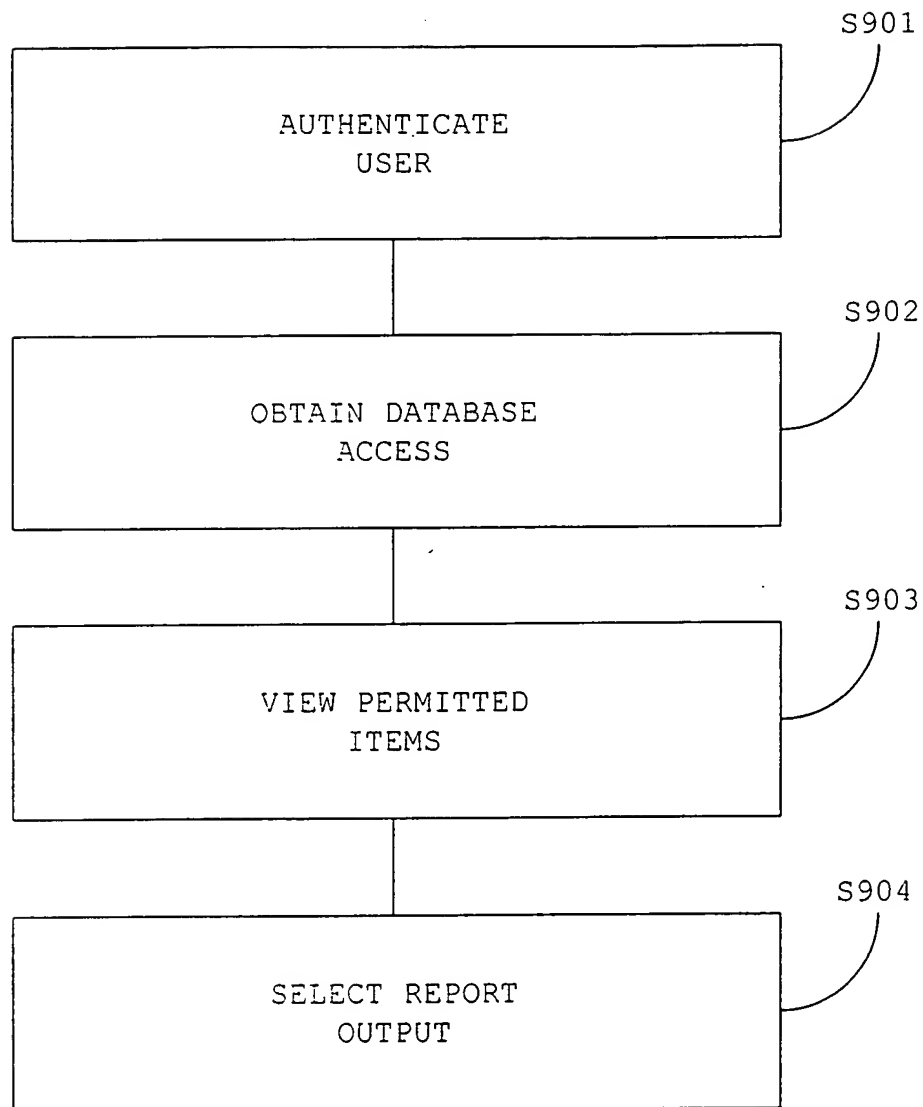 S901
AUTHENTICATE
USER
S902
OBTAIN DATABASE
ACCESS
S903
VIEW PERMITTED
ITEMS
S904
SELECT REPORT
OUTPUT